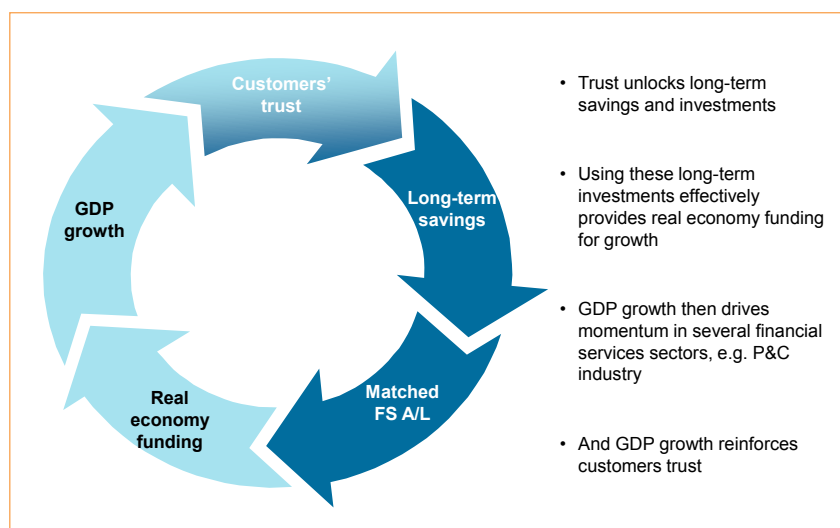 Customers'
trust
Long-term
savings
Matched
FS A/L
Real
economy
funding
GDP
growth
• Trust unlocks long-term
savings and investments
• Using these long-term
investments effectively
provides real economy funding
for growth
• GDP growth then drives
momentum in several financial
services sectors, e.g. P&C
industry
• And GDP growth reinforces
customers trust